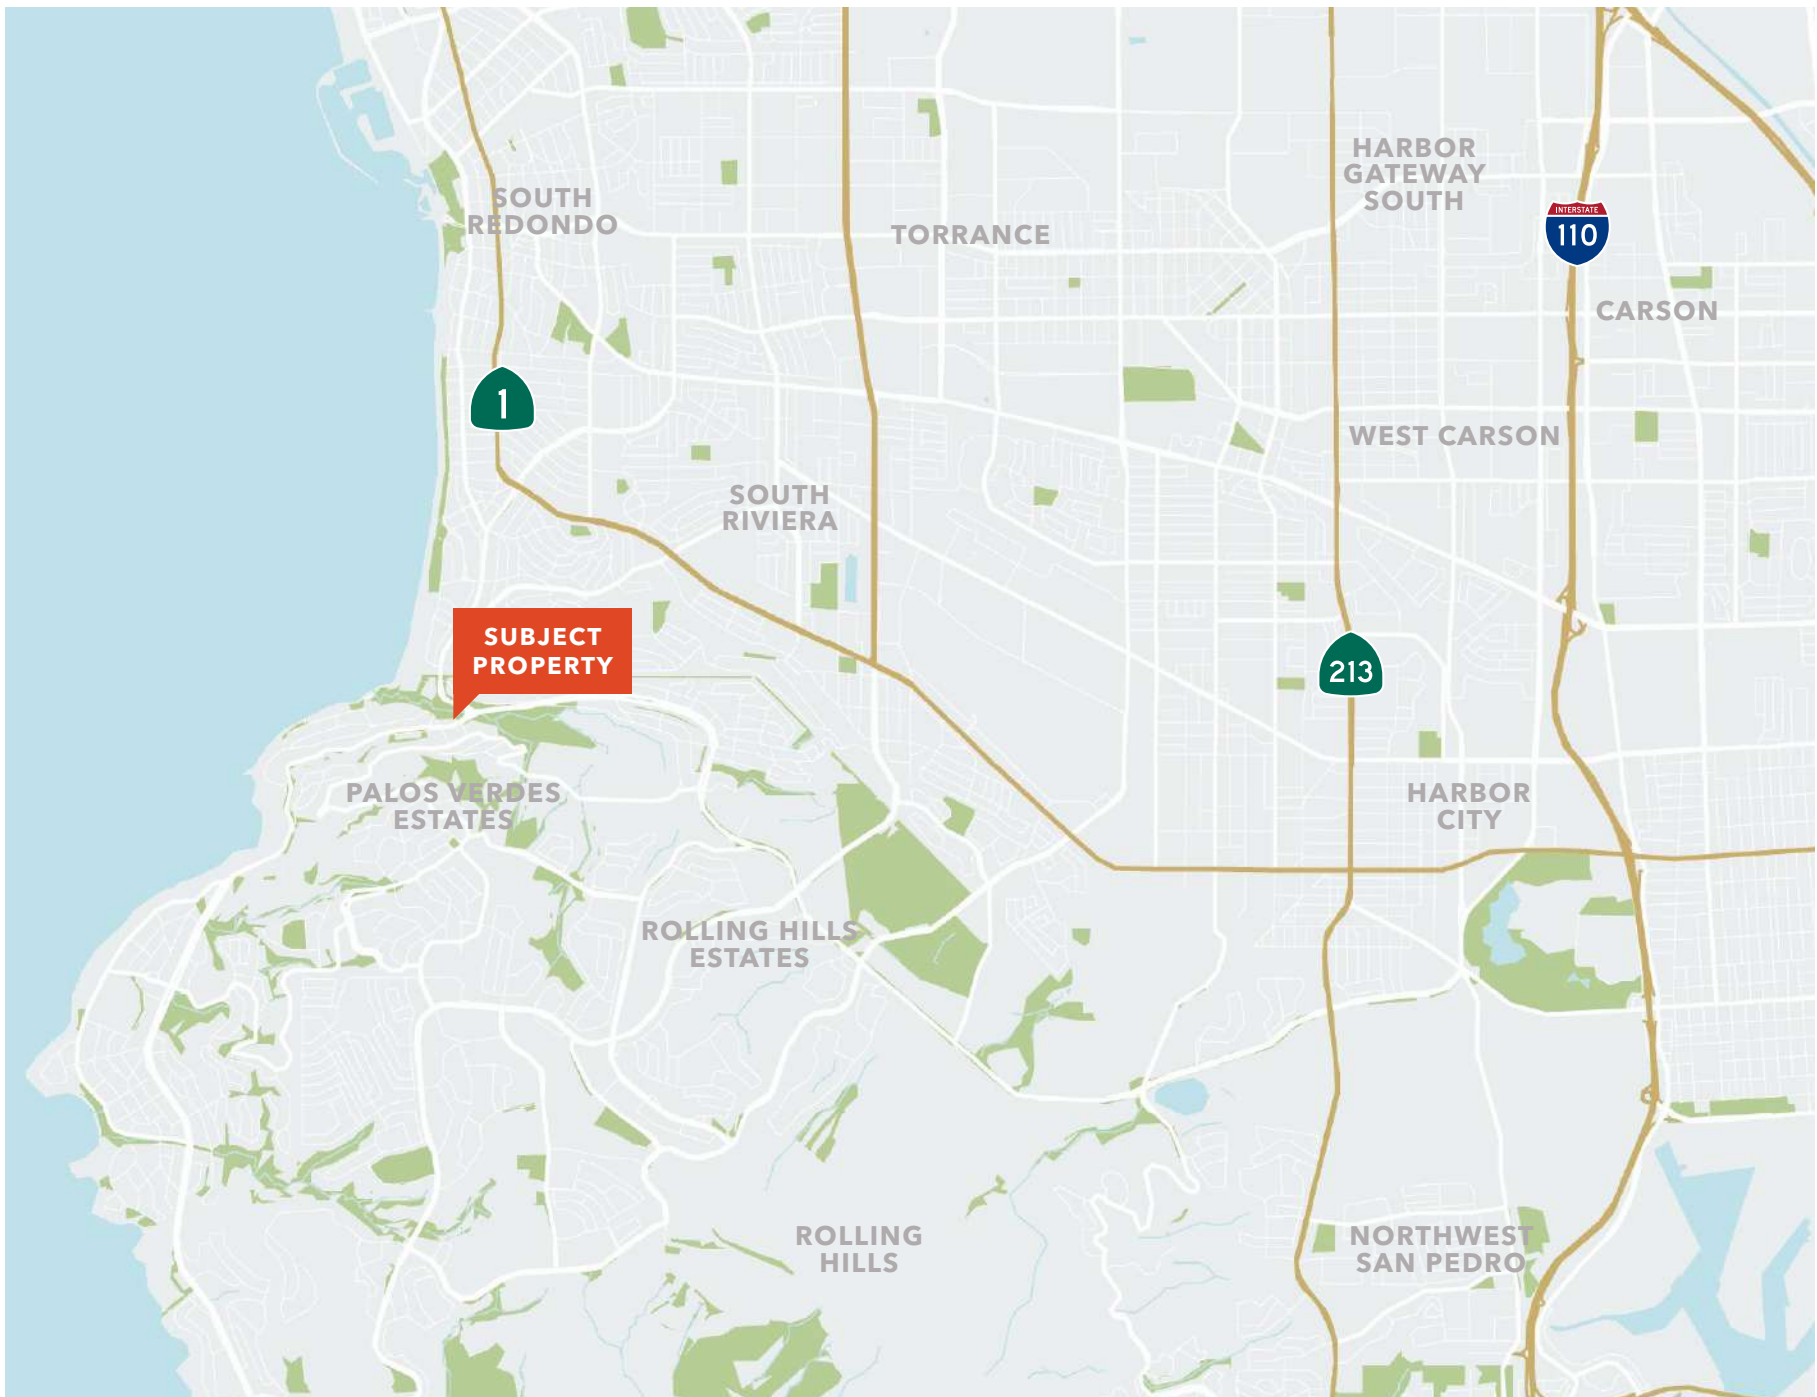 HARBOR
GATEWAY
SOUTH
SOUTH
REDONDO
INTERSTATE
110
TORRANCE
CARSON
1
WEST CARSON
SOUTH
RIVIERA
SUBJECT
PROPERTY
213
PALOS VERDES
ESTATES
HARBOR
CITY
ROLLING HILLS
ESTATES
ROLLING
HILLS
NORTHWEST
SAN PEDRO